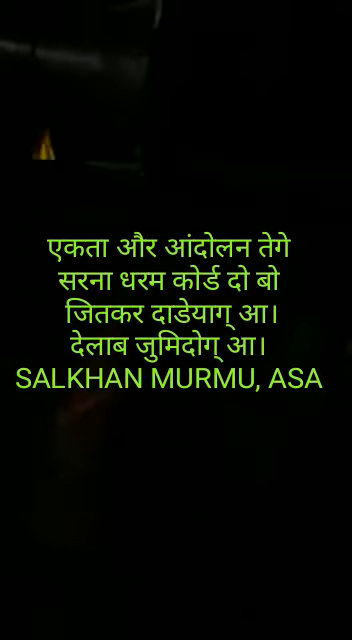 एकता और आंदोलन तेगे
सरना धरम कोर्ड दो बो
जितकर दाडेयाग् आ।
देलाब जुमिदोग् आ।
SALKHAN MURMU, ASA